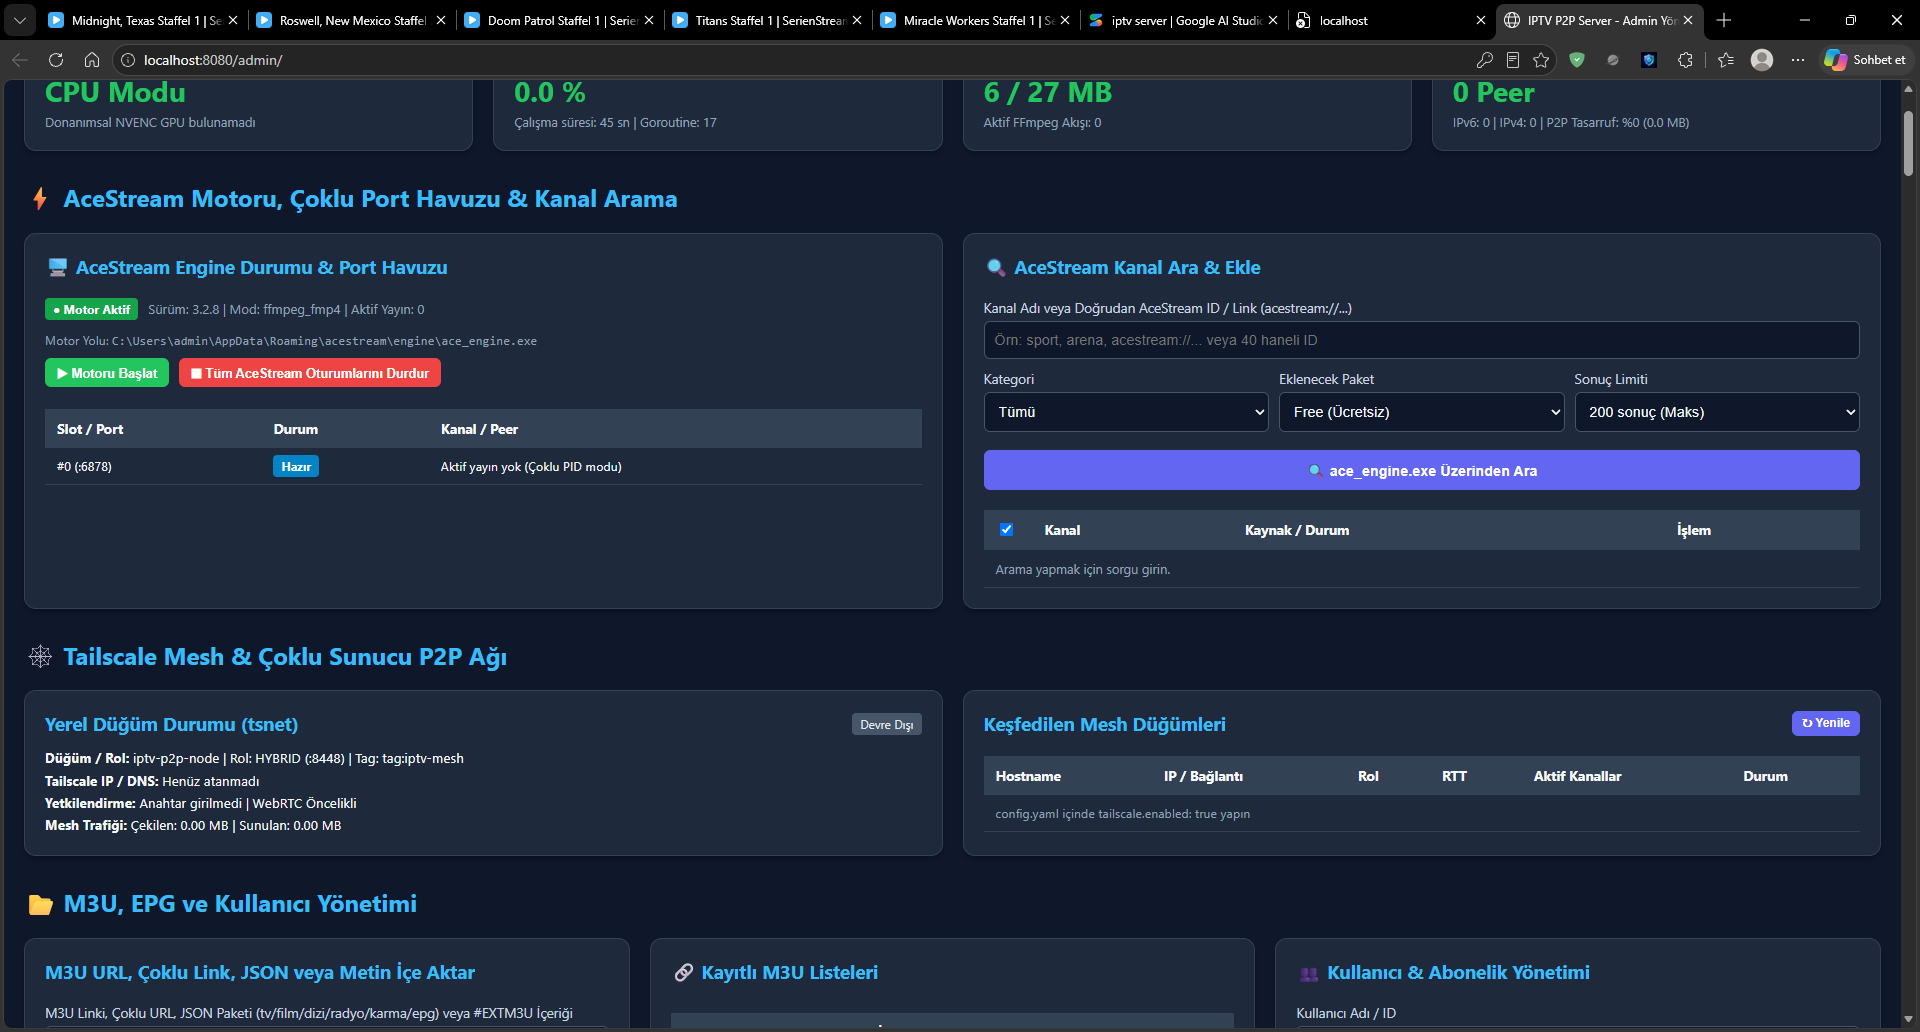 Midnight, Texas Staffel 1 | Se
Roswell, New Mexico Staffel
Doom Patrol Staffel 1 | Serien
Titans Staffel 1 | SerienStream
Miracle Workers Staffel 1 | S
iptv server | Google AI Studio
localhost
IPTV P2P Server - Admin Yön
localhost:8080/admin/
Sohbet et
CPU Modu
Donanımsal NVENC GPU bulunamadı
0.0 %
Çalışma süresi: 45 sn | Goroutine: 17
6 / 27 MB
Aktif FFmpeg Akışı: 0
0 Peer
IPv6: 0 | IPv4: 0 | P2P Tasarruf: %0 (0.0 MB)
AceStream Motoru, Çoklu Port Havuzu & Kanal Arama
AceStream Engine Durumu & Port Havuzu
● Motor Aktif
Sürüm: 3.2.8 | Mod: ffmpeg_fmp4 | Aktif Yayın: 0
Motor Yolu: C:\Users\admin\AppData\Roaming\acestream\engine\ace_engine.exe
▶ Motoru Başlat
■ Tüm AceStream Oturumlarını Durdur
Slot / Port Durum Kanal / Peer
#0 (:6878) Hazır Aktif yayın yok (Çoklu PID modu)
AceStream Kanal Ara & Ekle
Kanal Adı veya Doğrudan AceStream ID / Link (acestream://...)
Örn: sport, arena, acestream://... veya 40 haneli ID
Kategori Eklenecek Paket Sonuç Limiti
Tümü Free (Ücretsiz) 200 sonuç (Maks)
ace_engine.exe Üzerinden Ara
Kanal Kaynak / Durum İşlem
Arama yapmak için sorgu girin.
Tailscale Mesh & Çoklu Sunucu P2P Ağı
Yerel Düğüm Durumu (tsnet)
Devre Dışı
Düğüm / Rol: iptv-p2p-node | Rol: HYBRID (:8448) | Tag: tag:iptv-mesh
Tailscale IP / DNS: Henüz atanmadı
Yetkilendirme: Anahtar girilmedi | WebRTC Öncelikli
Mesh Trafiği: Çekilen: 0.00 MB | Sunulan: 0.00 MB
Keşfedilen Mesh Düğümleri
↻ Yenile
Hostname IP / Bağlantı Rol RTT Aktif Kanallar Durum
config.yaml içinde tailscale.enabled: true yapın
M3U, EPG ve Kullanıcı Yönetimi
M3U URL, Çoklu Link, JSON veya Metin İçe Aktar
M3U Linki, Çoklu URL, JSON Paketi (tv/film/dizi/radyo/karma/epg) veya #EXTM3U İçeriği
Kayıtlı M3U Listeleri
Kullanıcı & Abonelik Yönetimi
Kullanıcı Adı / ID